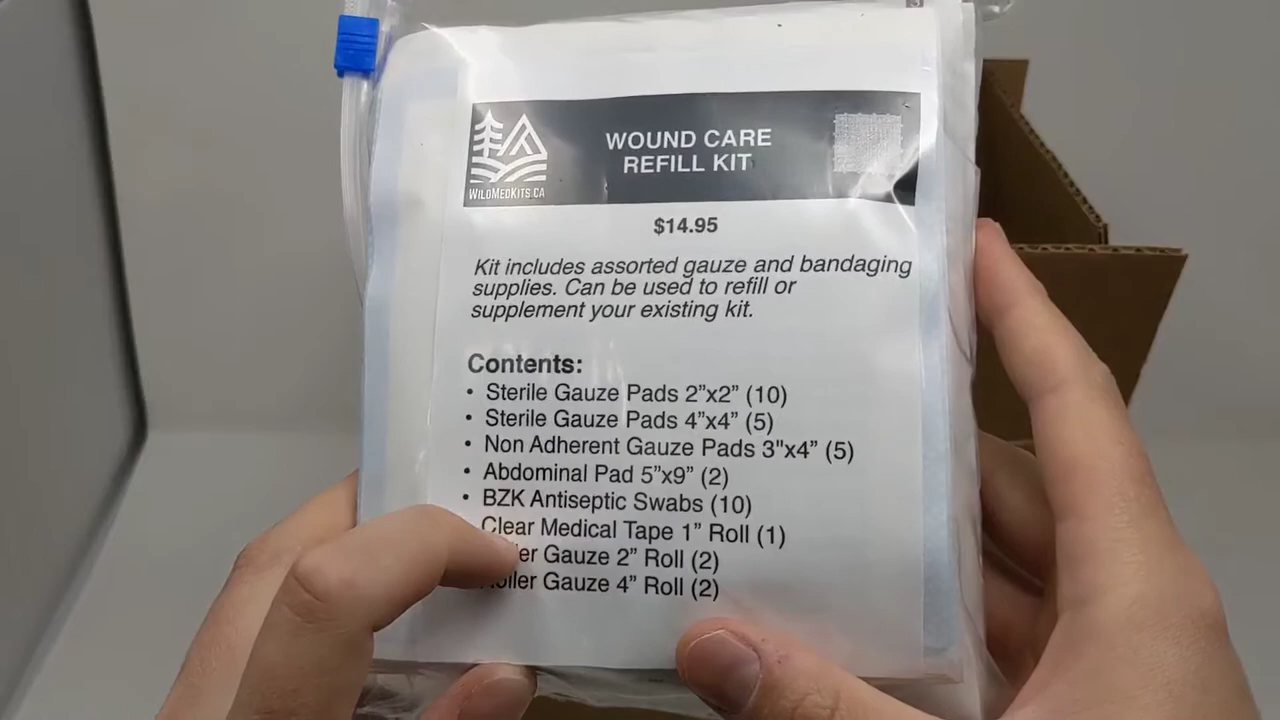 WILDMEDKITS.CA
WOUND CARE
REFILL KIT
$14.95
Kit includes assorted gauze and bandaging
supplies. Can be used to refill or
supplement your existing kit.
Contents:
• Sterile Gauze Pads 2”x2” (10)
• Sterile Gauze Pads 4”x4” (5)
• Non Adherent Gauze Pads 3"x4” (5)
• Abdominal Pad 5”x9” (2)
• BZK Antiseptic Swabs (10)
Clear Medical Tape 1” Roll (1)
Gauze 2” Roll (2)
Roller Gauze 4” Roll (2)